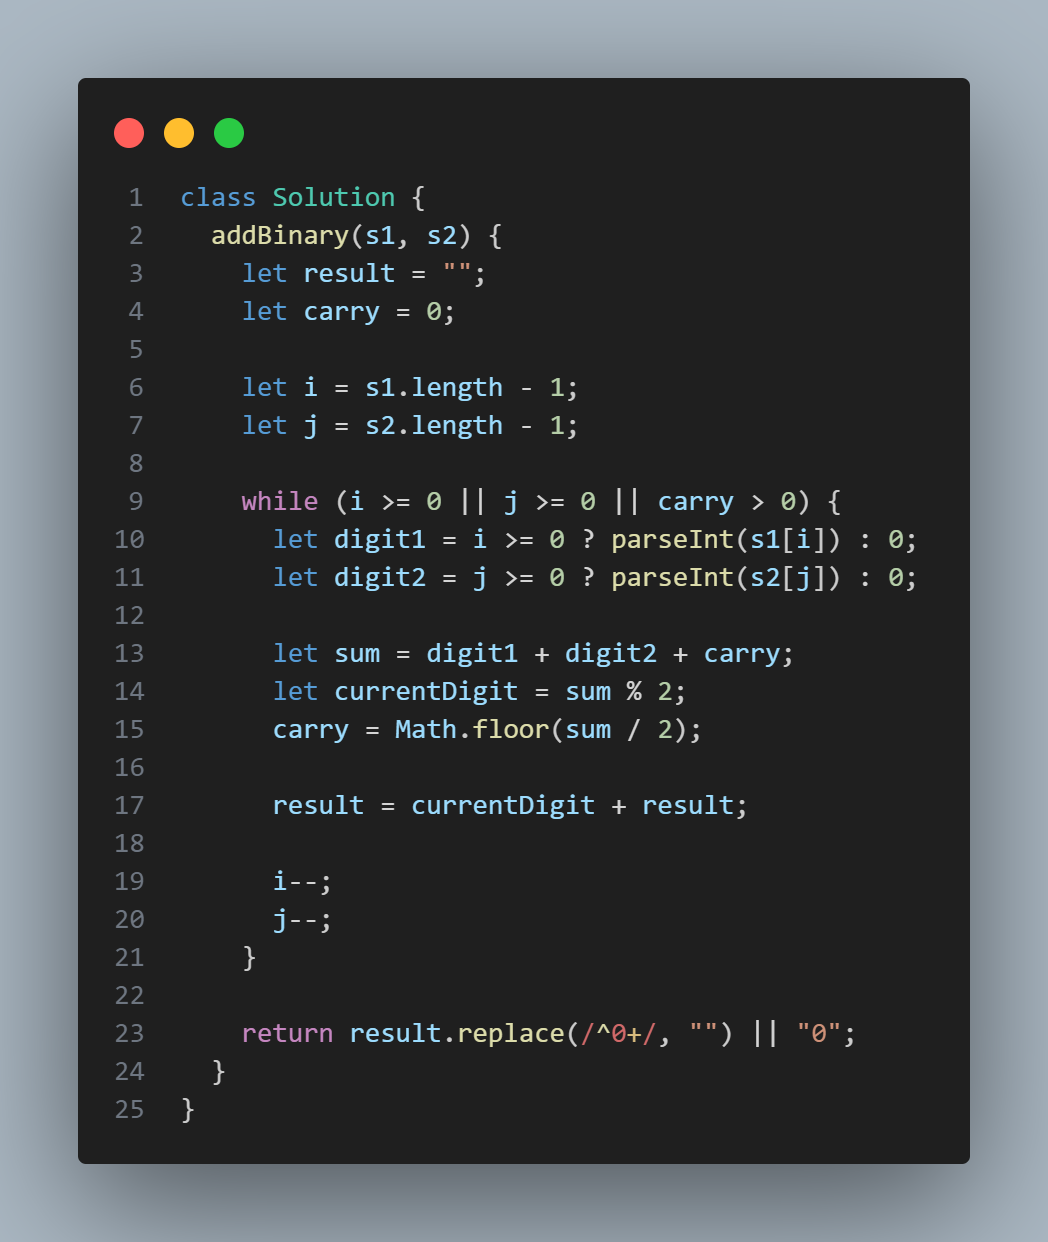 1 class Solution {
2   addBinary(s1, s2) {
3     let result = "";
4     let carry = 0;
5
6     let i = s1.length - 1;
7     let j = s2.length - 1;
8
9     while (i >= 0 || j >= 0 || carry > 0) {
10       let digit1 = i >= 0 ? parseInt(s1[i]) : 0;
11       let digit2 = j >= 0 ? parseInt(s2[j]) : 0;
12
13       let sum = digit1 + digit2 + carry;
14       let currentDigit = sum % 2;
15       carry = Math.floor(sum / 2);
16
17       result = currentDigit + result;
18
19       i--;
20       j--;
21     }
22
23     return result.replace(/^0+/, "") || "0";
24   }
25 }